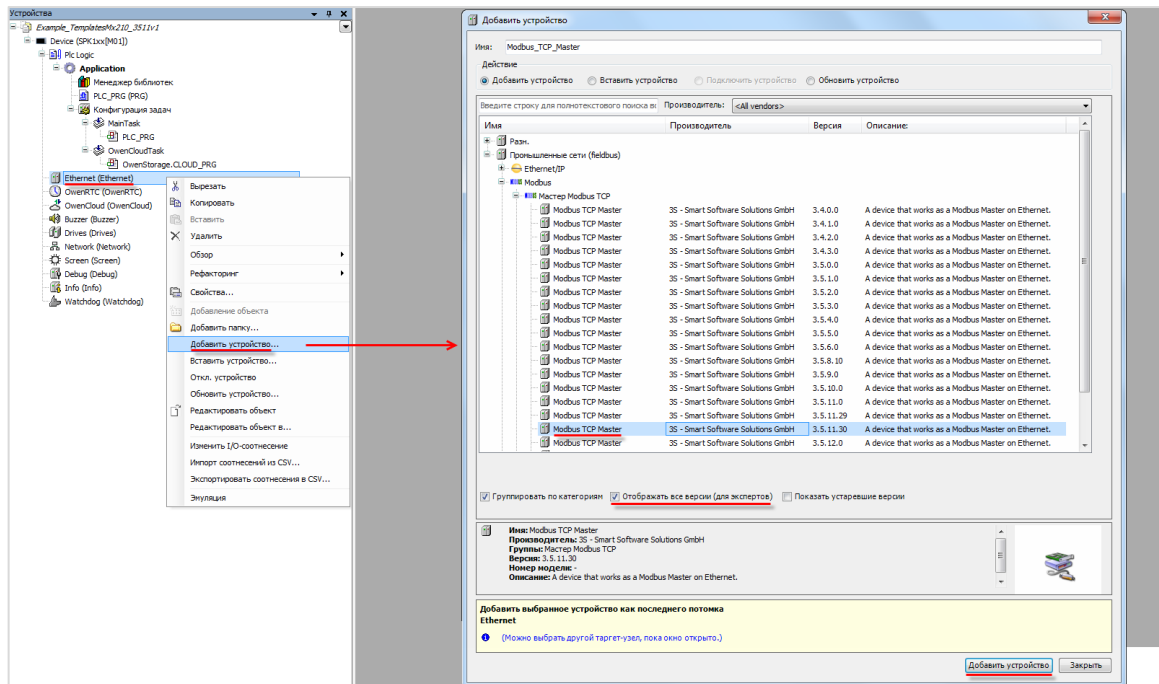 Устройства
Example_TemplatesMx210_3511v1
Device (SPK1xx[M01])
Plc Logic
Application
Менеджер библиотек
PLC_PRG (PRG)
Конфигурация задач
MainTask
PLC_PRG
OwenCloudTask
OwenStorage.CLOUD_PRG
Ethernet (Ethernet)
OwenRTC (OwenRTC)
OwenCloud (OwenCloud)
Buzzer (Buzzer)
Drives (Drives)
Network (Network)
Screen (Screen)
Debug (Debug)
Info (Info)
Watchdog (Watchdog)
Вырезать
Копировать
Вставить
Удалить
Обзор
Рефакторинг
Свойства...
Добавление объекта
Добавить папку...
Добавить устройство...
Вставить устройство...
Откл. устройство
Обновить устройство...
Редактировать объект
Редактировать объект в...
Изменить I/O-соотнесение
Импорт соотнесений из CSV...
Экспортировать соотнесения в CSV...
Эмуляция
Добавить устройство
Имя: Modbus_TCP_Master
Действие
Добавить устройство Вставить устройство Подключить устройство Обновить устройство
Введите строку для полнотекстового поиска в Производитель: <All vendors>
Имя Производитель Версия Описание:
Разн.
Промышленные сети (fieldbus)
Ethernet/IP
Modbus
Мастер Modbus TCP
Modbus TCP Master 3S - Smart Software Solutions GmbH 3.4.0.0 A device that works as a Modbus Master on Ethernet.
Modbus TCP Master 3S - Smart Software Solutions GmbH 3.4.1.0 A device that works as a Modbus Master on Ethernet.
Modbus TCP Master 3S - Smart Software Solutions GmbH 3.4.2.0 A device that works as a Modbus Master on Ethernet.
Modbus TCP Master 3S - Smart Software Solutions GmbH 3.4.3.0 A device that works as a Modbus Master on Ethernet.
Modbus TCP Master 3S - Smart Software Solutions GmbH 3.5.0.0 A device that works as a Modbus Master on Ethernet.
Modbus TCP Master 3S - Smart Software Solutions GmbH 3.5.1.0 A device that works as a Modbus Master on Ethernet.
Modbus TCP Master 3S - Smart Software Solutions GmbH 3.5.2.0 A device that works as a Modbus Master on Ethernet.
Modbus TCP Master 3S - Smart Software Solutions GmbH 3.5.3.0 A device that works as a Modbus Master on Ethernet.
Modbus TCP Master 3S - Smart Software Solutions GmbH 3.5.4.0 A device that works as a Modbus Master on Ethernet.
Modbus TCP Master 3S - Smart Software Solutions GmbH 3.5.5.0 A device that works as a Modbus Master on Ethernet.
Modbus TCP Master 3S - Smart Software Solutions GmbH 3.5.6.0 A device that works as a Modbus Master on Ethernet.
Modbus TCP Master 3S - Smart Software Solutions GmbH 3.5.8.10 A device that works as a Modbus Master on Ethernet.
Modbus TCP Master 3S - Smart Software Solutions GmbH 3.5.9.0 A device that works as a Modbus Master on Ethernet.
Modbus TCP Master 3S - Smart Software Solutions GmbH 3.5.10.0 A device that works as a Modbus Master on Ethernet.
Modbus TCP Master 3S - Smart Software Solutions GmbH 3.5.11.0 A device that works as a Modbus Master on Ethernet.
Modbus TCP Master 3S - Smart Software Solutions GmbH 3.5.11.29 A device that works as a Modbus Master on Ethernet.
Modbus TCP Master 3S - Smart Software Solutions GmbH 3.5.11.30 A device that works as a Modbus Master on Ethernet.
Modbus TCP Master 3S - Smart Software Solutions GmbH 3.5.12.0 A device that works as a Modbus Master on Ethernet.
Группировать по категориям Отображать все версии (для экспертов) Показать устаревшие версии
Имя: Modbus TCP Master
Производитель: 3S - Smart Software Solutions GmbH
Группы: Мастер Modbus TCP
Версия: 3.5.11.30
Номер модели: -
Описание: A device that works as a Modbus Master on Ethernet.
Добавить выбранное устройство как последнего потомка
Ethernet
(Можно выбрать другой таргет-узел, пока окно открыто.)
Добавить устройство Закрыть